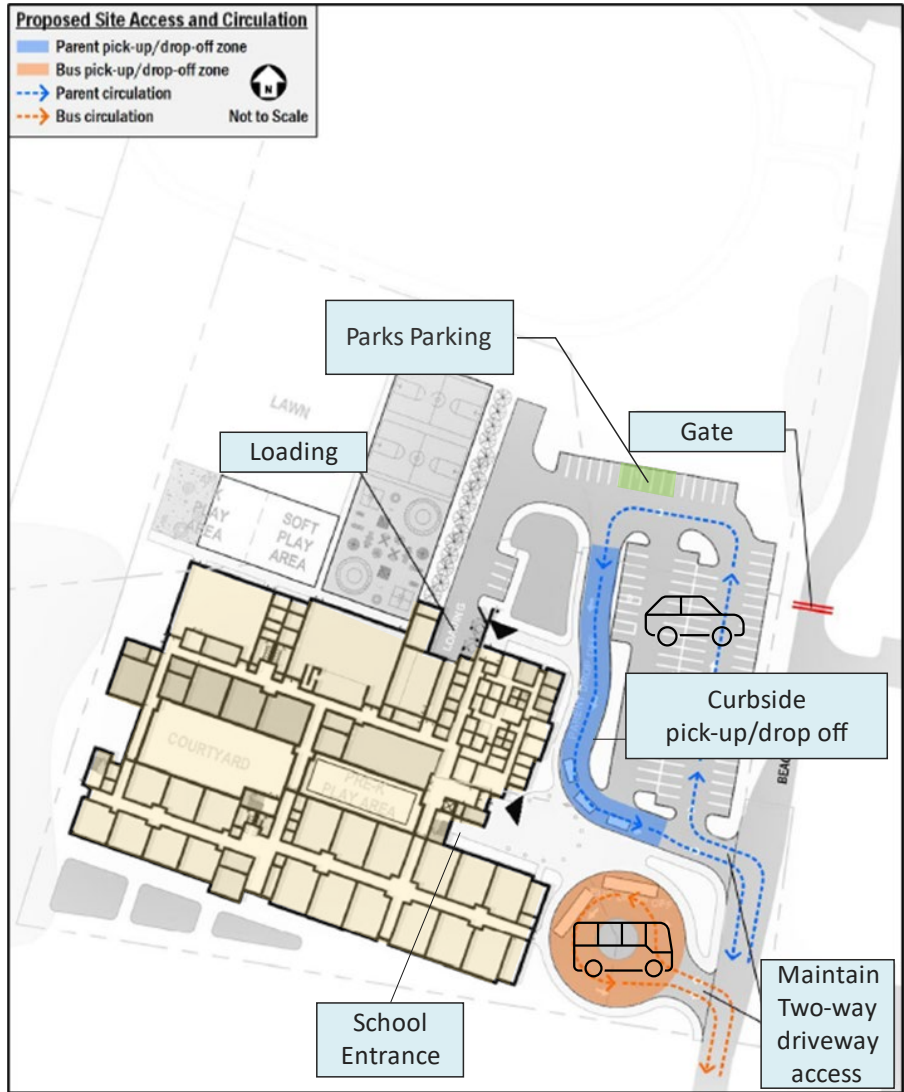 Proposed Site Access and Circulation
Parent pick-up/drop-off zone
Bus pick-up/drop-off zone
Parent circulation
Bus circulation
N
Not to Scale
Parks Parking
LAWN
Gate
Loading
PLAY
AREA
SOFT
PLAY
AREA
LOADING
Curbside
pick-up/drop off
COURTYARD
PRE-K
PLAY AREA
BEAC
School
Entrance
Maintain
Two-way
driveway
access